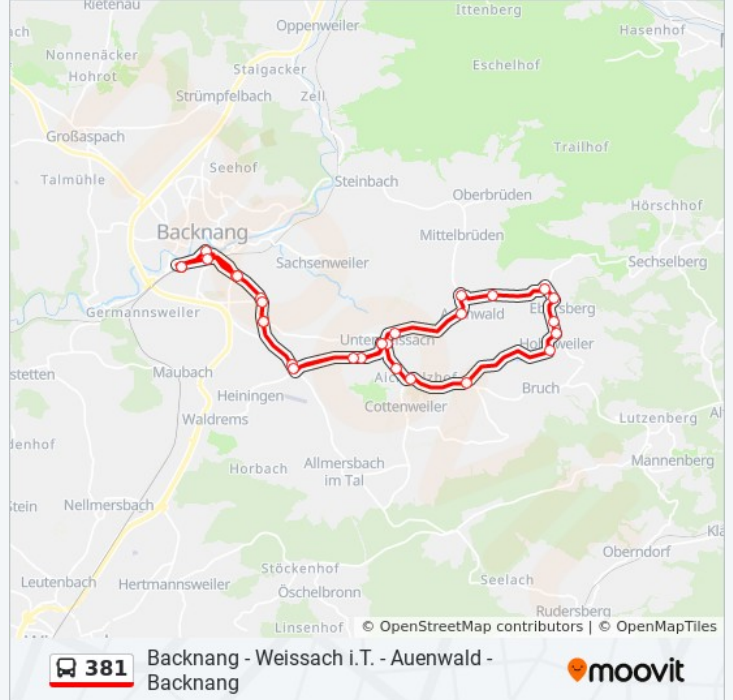 Rietenau
Ittenberg
Oppenweiler
Hasenhof
Nonnenäcker
Staigacker
Eschelhof
Hohrot
Strümpfelbach
Zell
Großaspach
Trailhof
Seehof
Talmühle
Steinbach
Oberbrüden
Hörschhof
Backnang
Mittelbrüden
Sachsenweiler
Sechselberg
Germannsweiler
Maubach
Bruch
Heiningen
Cottenweiler
Waldrems
Lutzenberg
Horbach
Allmersbach
im Tal
Mannenberg
Nellmersbach
Oberndorf
Stöckenhof
Leutenbach
Hertmannsweiler
Seelach
Öschelbronn
Rudersberg
Linsenhof
© OpenStreetMap contributors | © OpenMapTiles
381
Backnang - Weissach i.T. - Auenwald -
Backnang
moovit